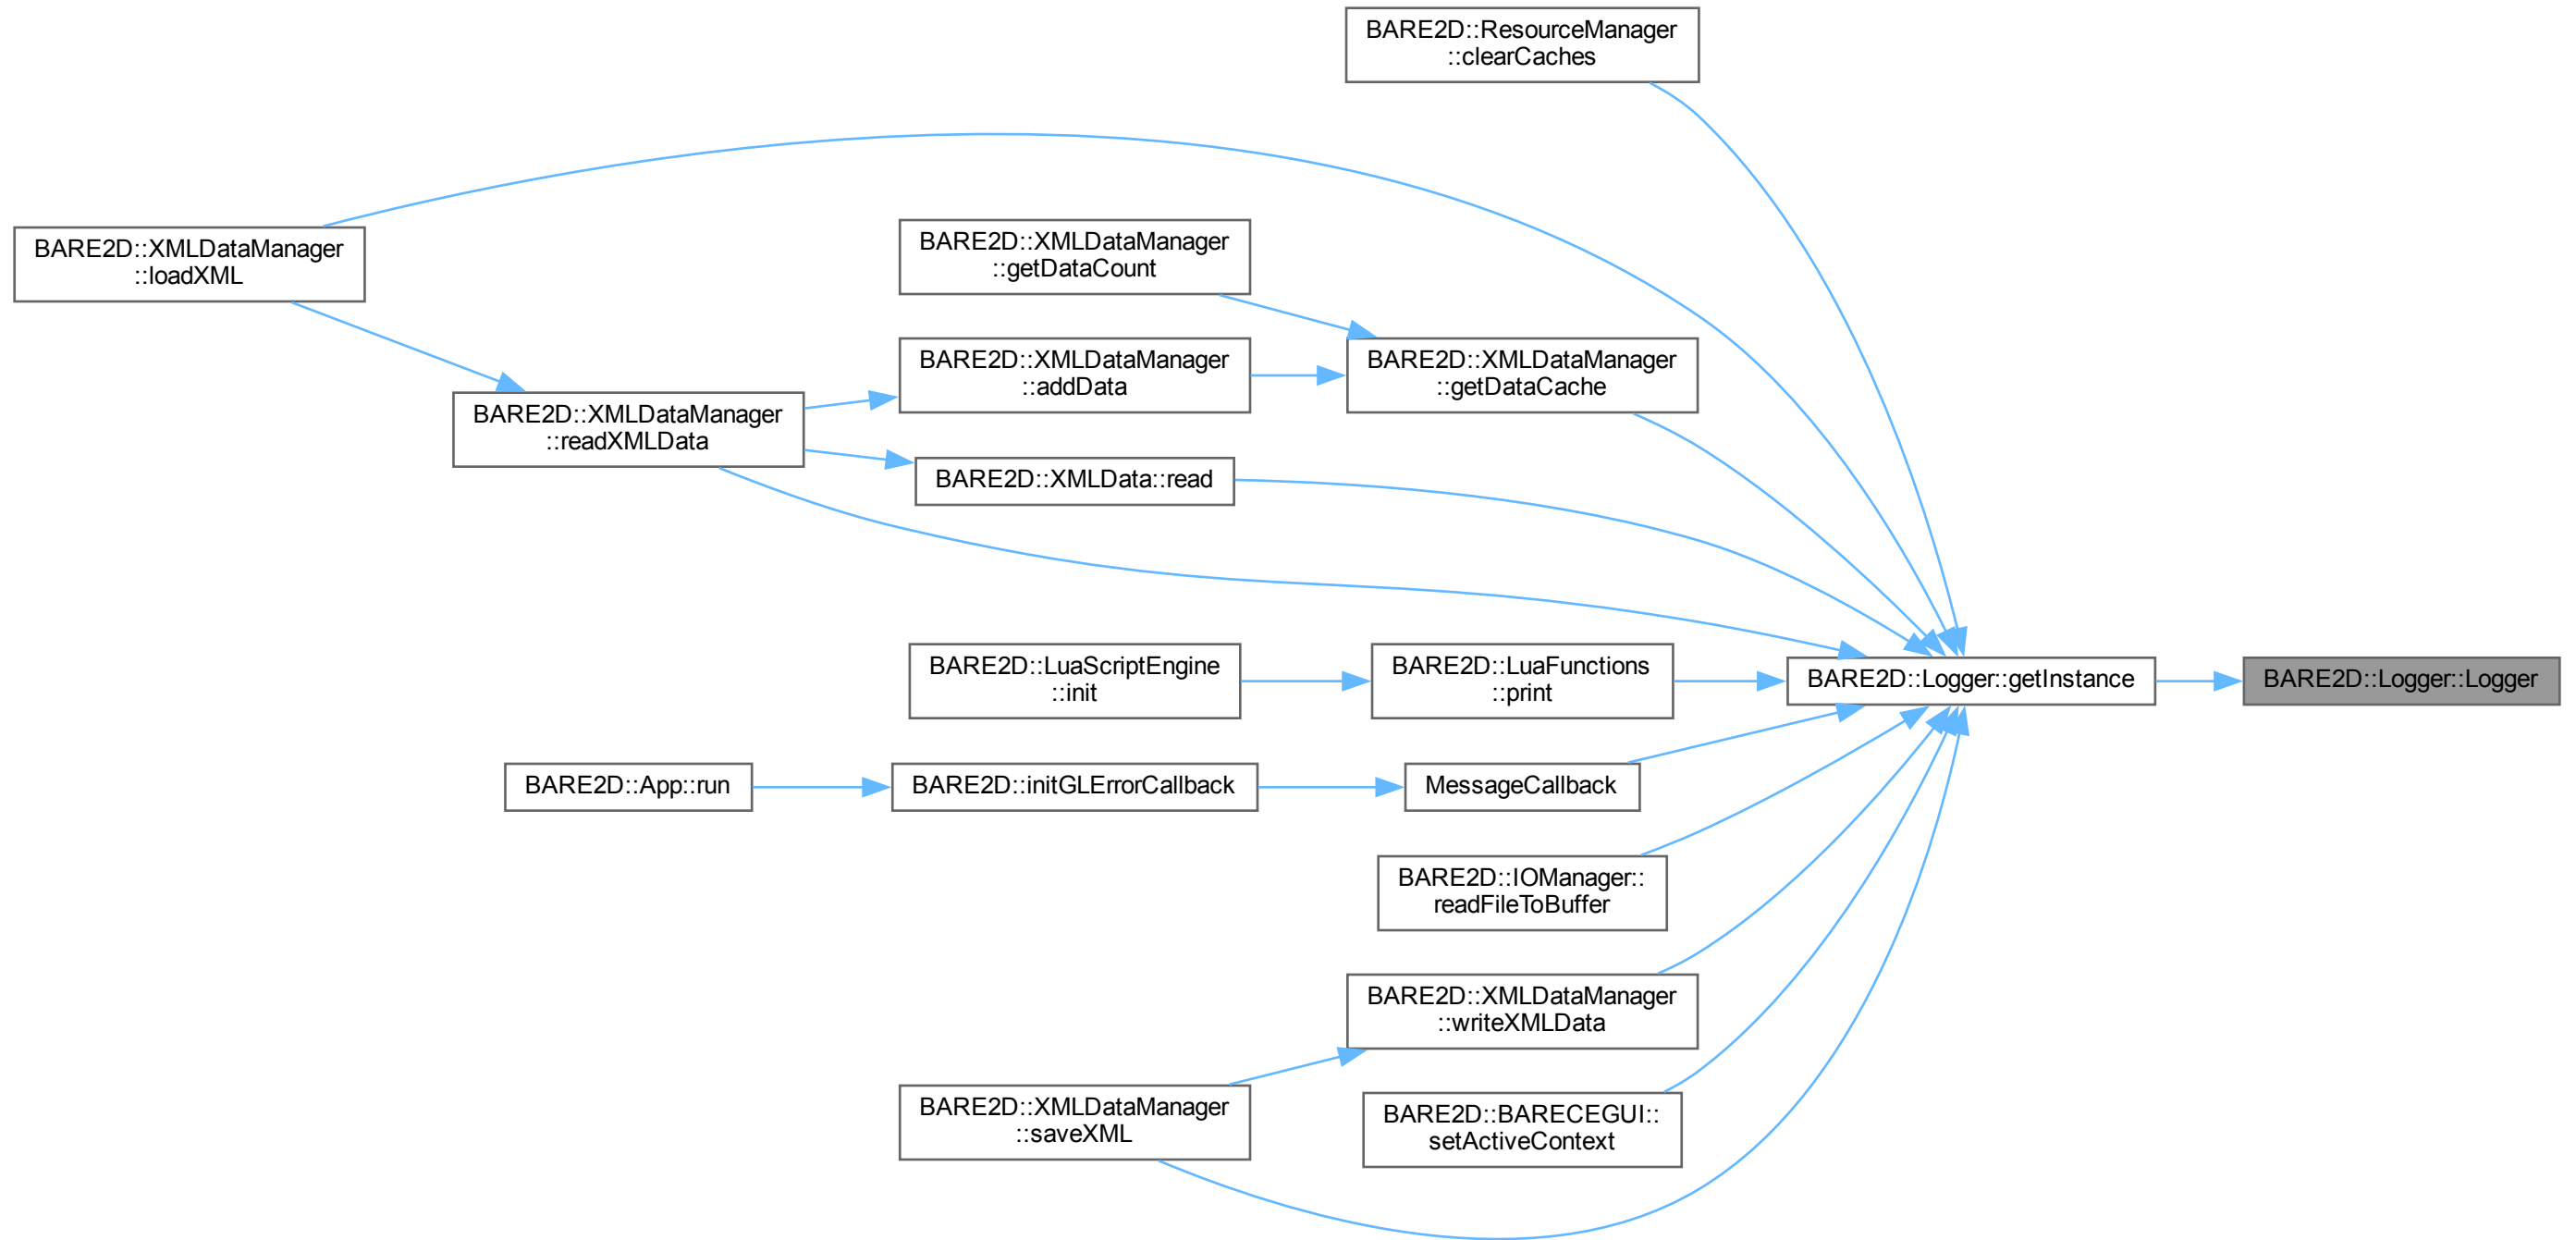 BARE2D::ResourceManager
::clearCaches
BARE2D::XMLDataManager
::loadXML
BARE2D::XMLDataManager
::getDataCount
BARE2D::XMLDataManager
::addData
BARE2D::XMLDataManager
::getDataCache
BARE2D::XMLDataManager
::readXMLData
BARE2D::XMLData::read
BARE2D::LuaScriptEngine
::init
BARE2D::LuaFunctions
::print
BARE2D::Logger::getInstance
BARE2D::Logger::Logger
BARE2D::App::run
BARE2D::initGLErrorCallback
MessageCallback
BARE2D::IOManager::
readFileToBuffer
BARE2D::XMLDataManager
::writeXMLData
BARE2D::XMLDataManager
::saveXML
BARE2D::BARECEGUI::
setActiveContext